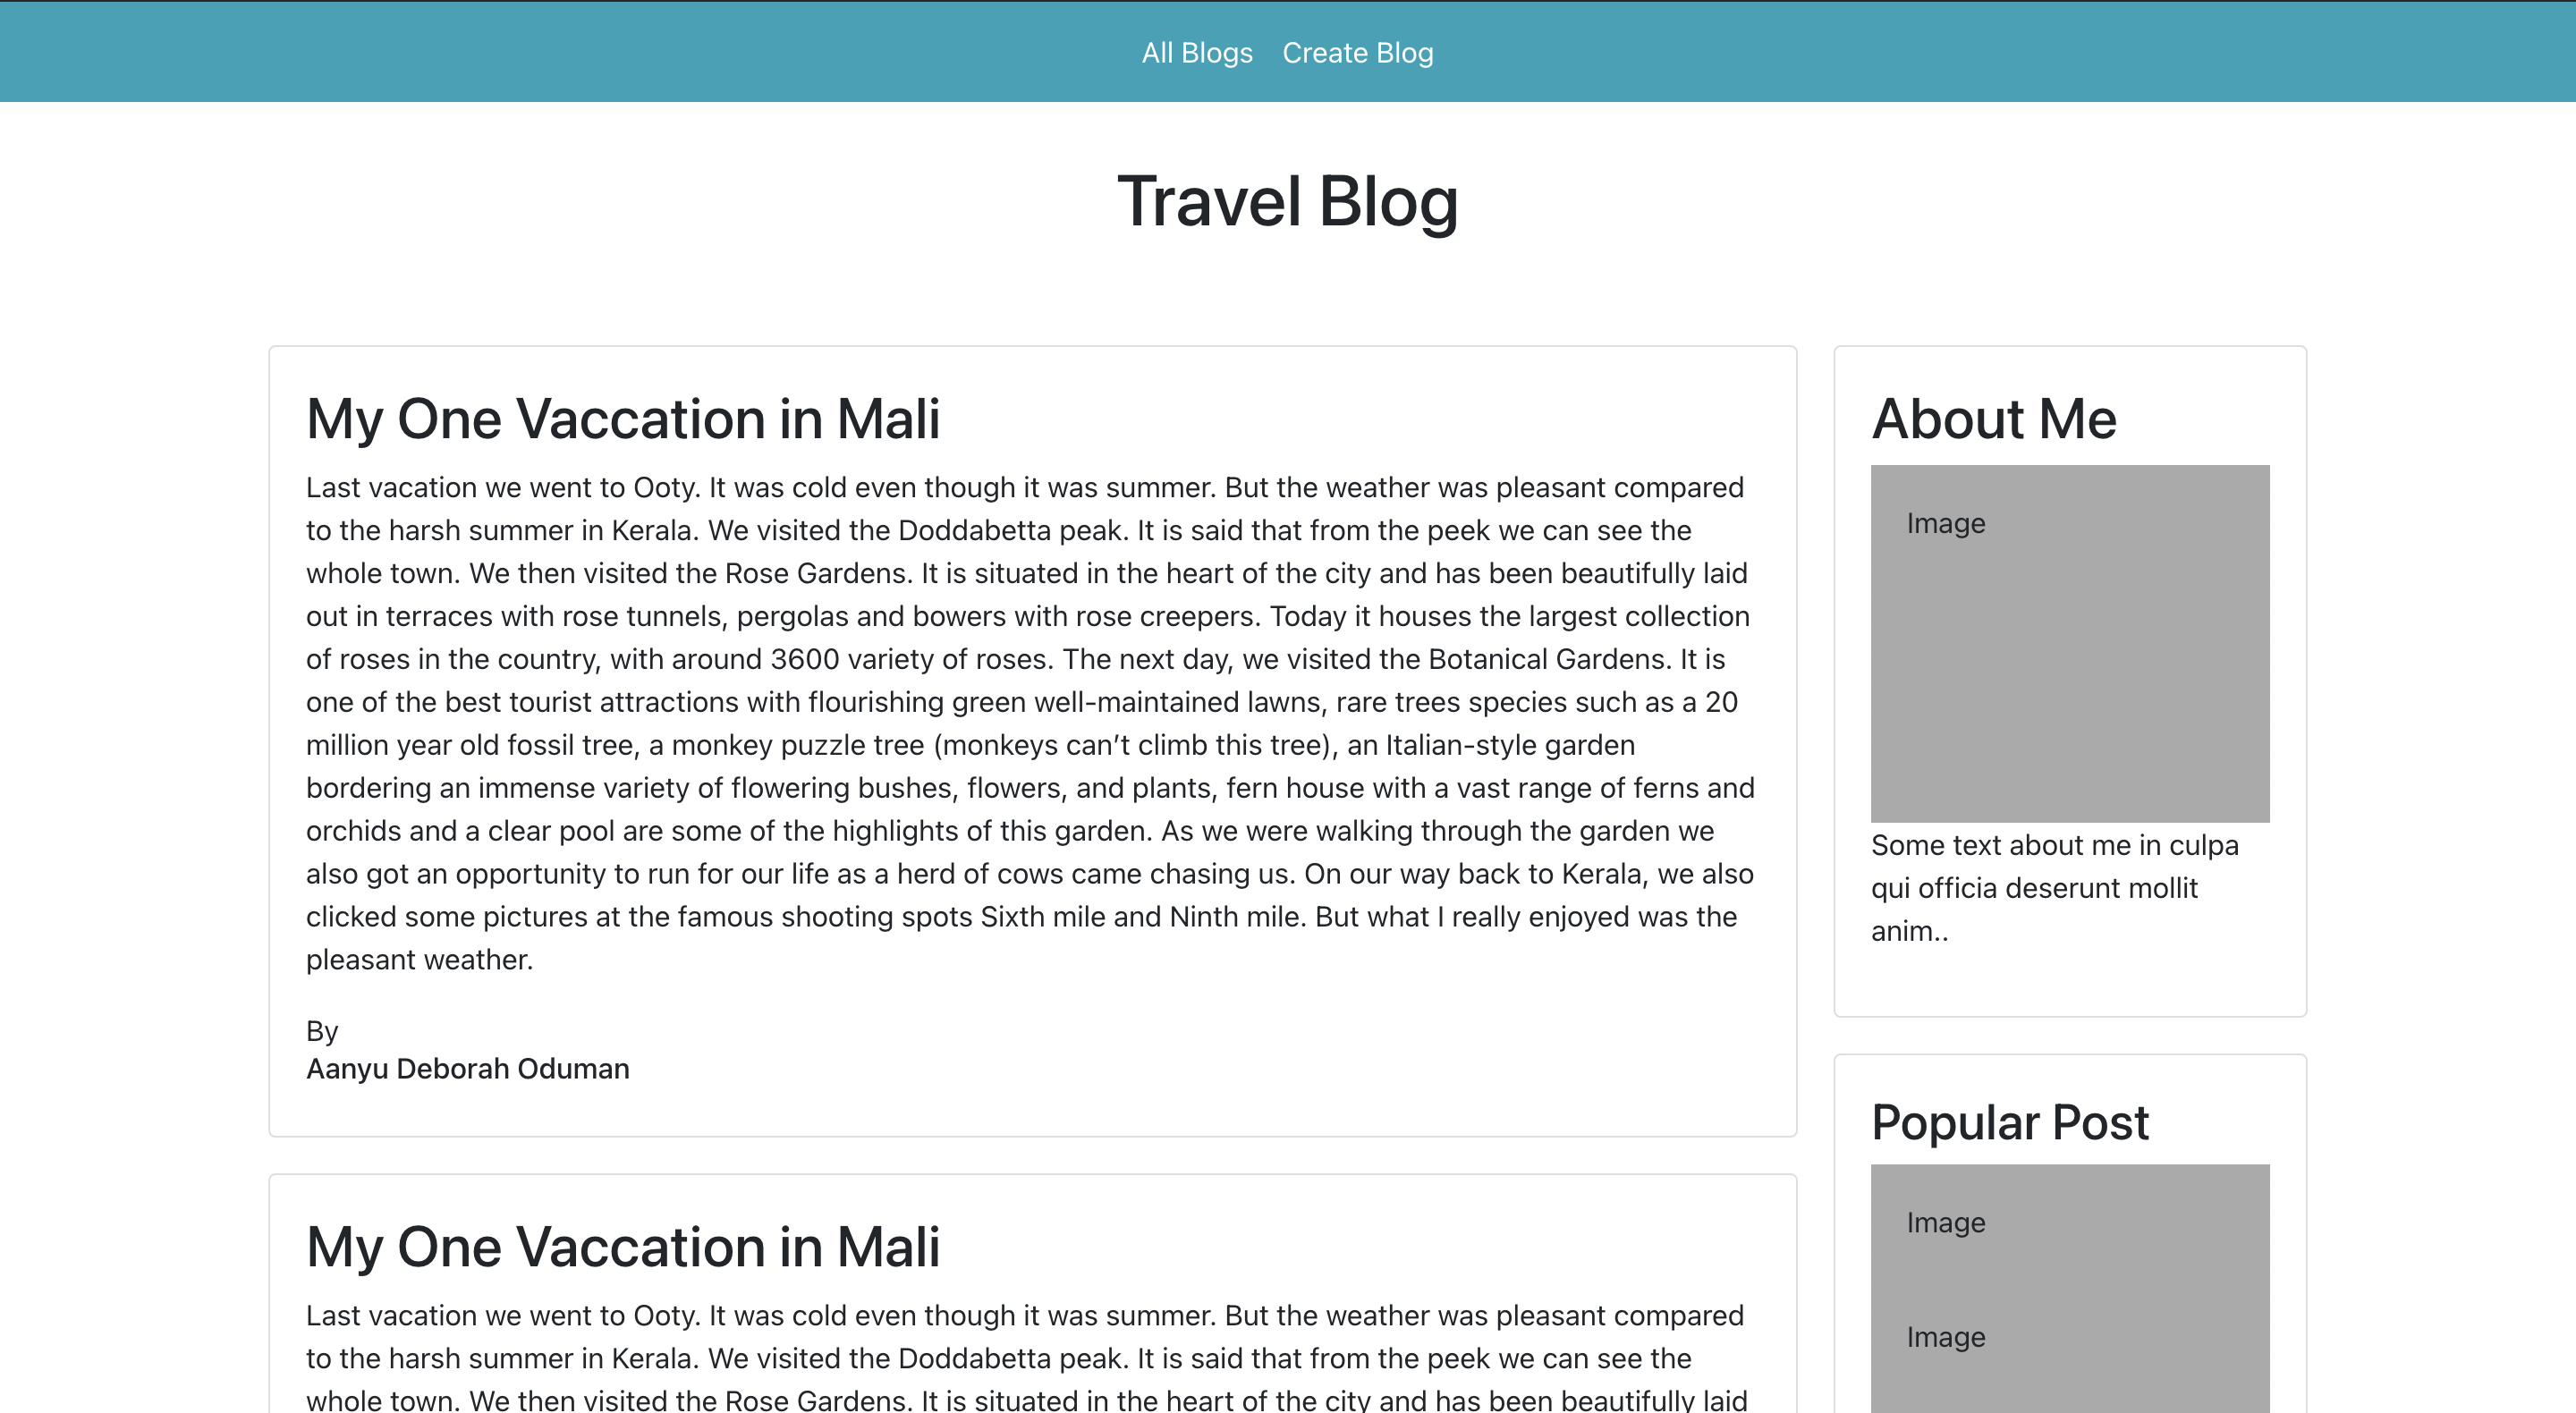 All Blogs Create Blog
Travel Blog
My One Vaccation in Mali
Last vacation we went to Ooty. It was cold even though it was summer. But the weather was pleasant compared
to the harsh summer in Kerala. We visited the Doddabetta peak. It is said that from the peek we can see the
whole town. We then visited the Rose Gardens. It is situated in the heart of the city and has been beautifully laid
out in terraces with rose tunnels, pergolas and bowers with rose creepers. Today it houses the largest collection
of roses in the country, with around 3600 variety of roses. The next day, we visited the Botanical Gardens. It is
one of the best tourist attractions with flourishing green well-maintained lawns, rare trees species such as a 20
million year old fossil tree, a monkey puzzle tree (monkeys can’t climb this tree), an Italian-style garden
bordering an immense variety of flowering bushes, flowers, and plants, fern house with a vast range of ferns and
orchids and a clear pool are some of the highlights of this garden. As we were walking through the garden we
also got an opportunity to run for our life as a herd of cows came chasing us. On our way back to Kerala, we also
clicked some pictures at the famous shooting spots Sixth mile and Ninth mile. But what I really enjoyed was the
pleasant weather.
By
Aanyu Deborah Oduman
My One Vaccation in Mali
Last vacation we went to Ooty. It was cold even though it was summer. But the weather was pleasant compared
to the harsh summer in Kerala. We visited the Doddabetta peak. It is said that from the peek we can see the
whole town. We then visited the Rose Gardens. It is situated in the heart of the city and has been beautifully laid
About Me
Image
Some text about me in culpa
qui officia deserunt mollit
anim..
Popular Post
Image
Image